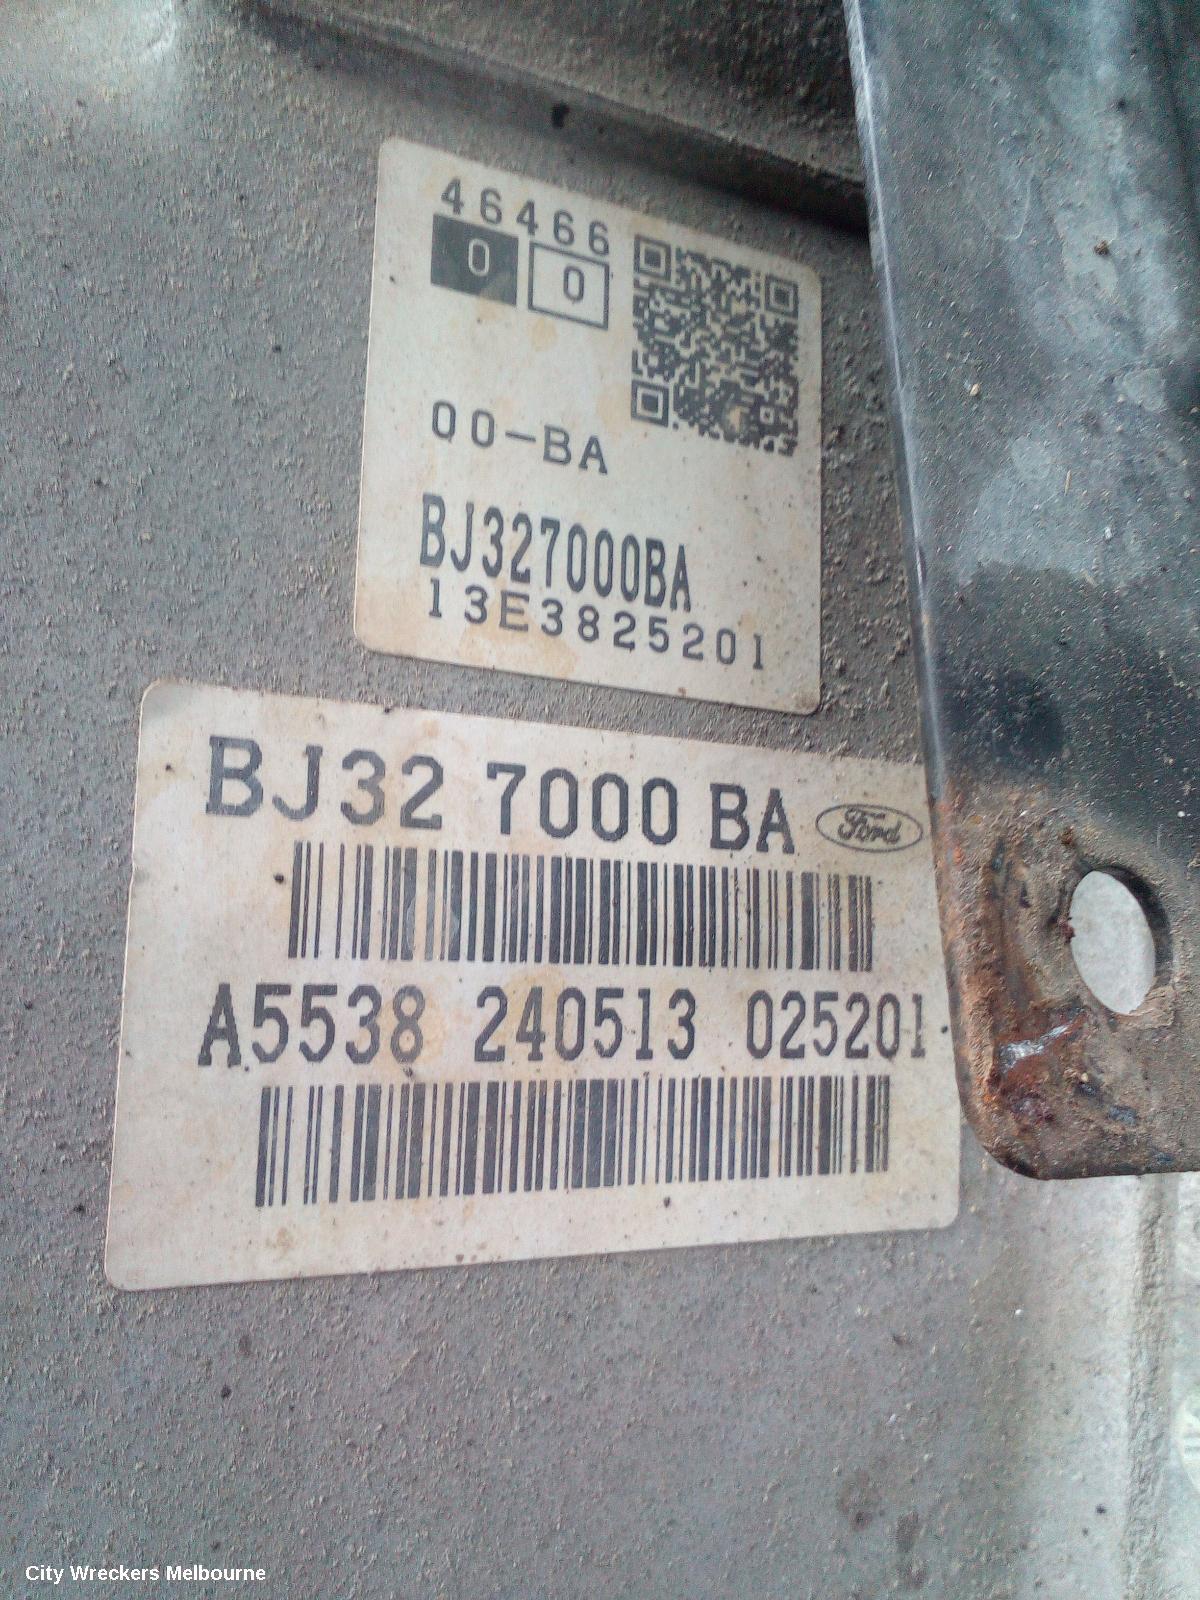 46466
0 0
00-BA
BJ327000BA
13E3825201
BJ32 7000 BA Ford
A5538 240513 025201
City Wreckers Melbourne